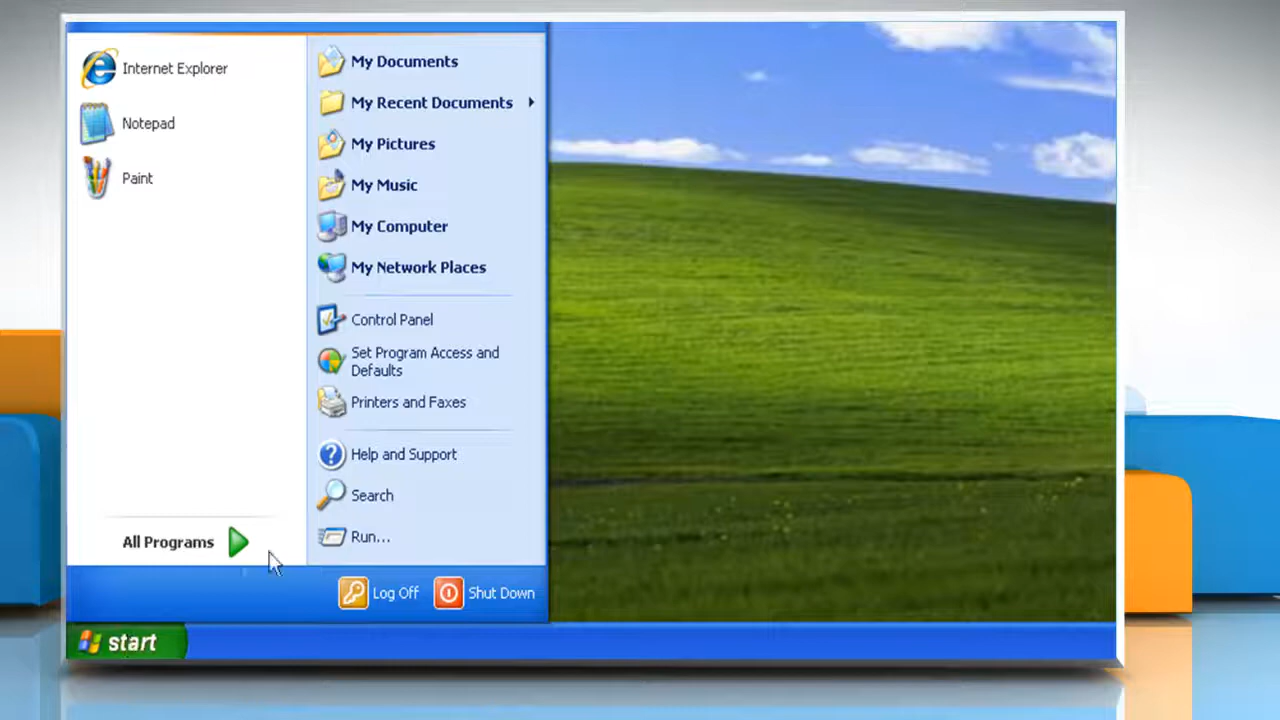 Internet Explorer
Notepad
Paint
All Programs
My Documents
My Recent Documents
My Pictures
My Music
My Computer
My Network Places
Control Panel
Set Program Access and
Defaults
Printers and Faxes
Help and Support
Search
Run...
Log Off
Shut Down
start